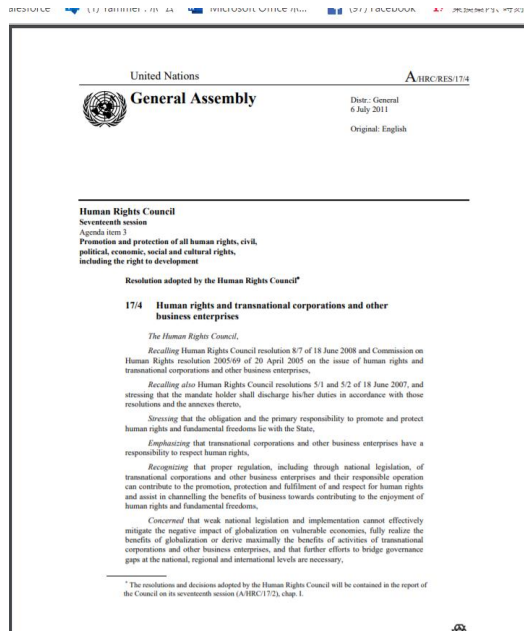 (1) Yammer : ホーム Microsoft Office ホ... (97) Facebook
United Nations A/HRC/RES/17/4
General Assembly
Distr.: General
6 July 2011
Original: English
Human Rights Council
Seventeenth session
Agenda item 3
Promotion and protection of all human rights, civil,
political, economic, social and cultural rights,
including the right to development
Resolution adopted by the Human Rights Council*
17/4 Human rights and transnational corporations and other
business enterprises
The Human Rights Council,
Recalling Human Rights Council resolution 8/7 of 18 June 2008 and Commission on
Human Rights resolution 2005/69 of 20 April 2005 on the issue of human rights and
transnational corporations and other business enterprises,
Recalling also Human Rights Council resolutions 5/1 and 5/2 of 18 June 2007, and
stressing that the mandate holder shall discharge his/her duties in accordance with those
resolutions and the annexes thereto,
Stressing that the obligation and the primary responsibility to promote and protect
human rights and fundamental freedoms lie with the State,
Emphasizing that transnational corporations and other business enterprises have a
responsibility to respect human rights,
Recognizing that proper regulation, including through national legislation, of
transnational corporations and other business enterprises and their responsible operation
can contribute to the promotion, protection and fulfilment of and respect for human rights
and assist in channelling the benefits of business towards contributing to the enjoyment of
human rights and fundamental freedoms,
Concerned that weak national legislation and implementation cannot effectively
mitigate the negative impact of globalization on vulnerable economies, fully realize the
benefits of globalization or derive maximally the benefits of activities of transnational
corporations and other business enterprises, and that further efforts to bridge governance
gaps at the national, regional and international levels are necessary,
* The resolutions and decisions adopted by the Human Rights Council will be contained in the report of
the Council on its seventeenth session (A/HRC/17/2), chap. I.